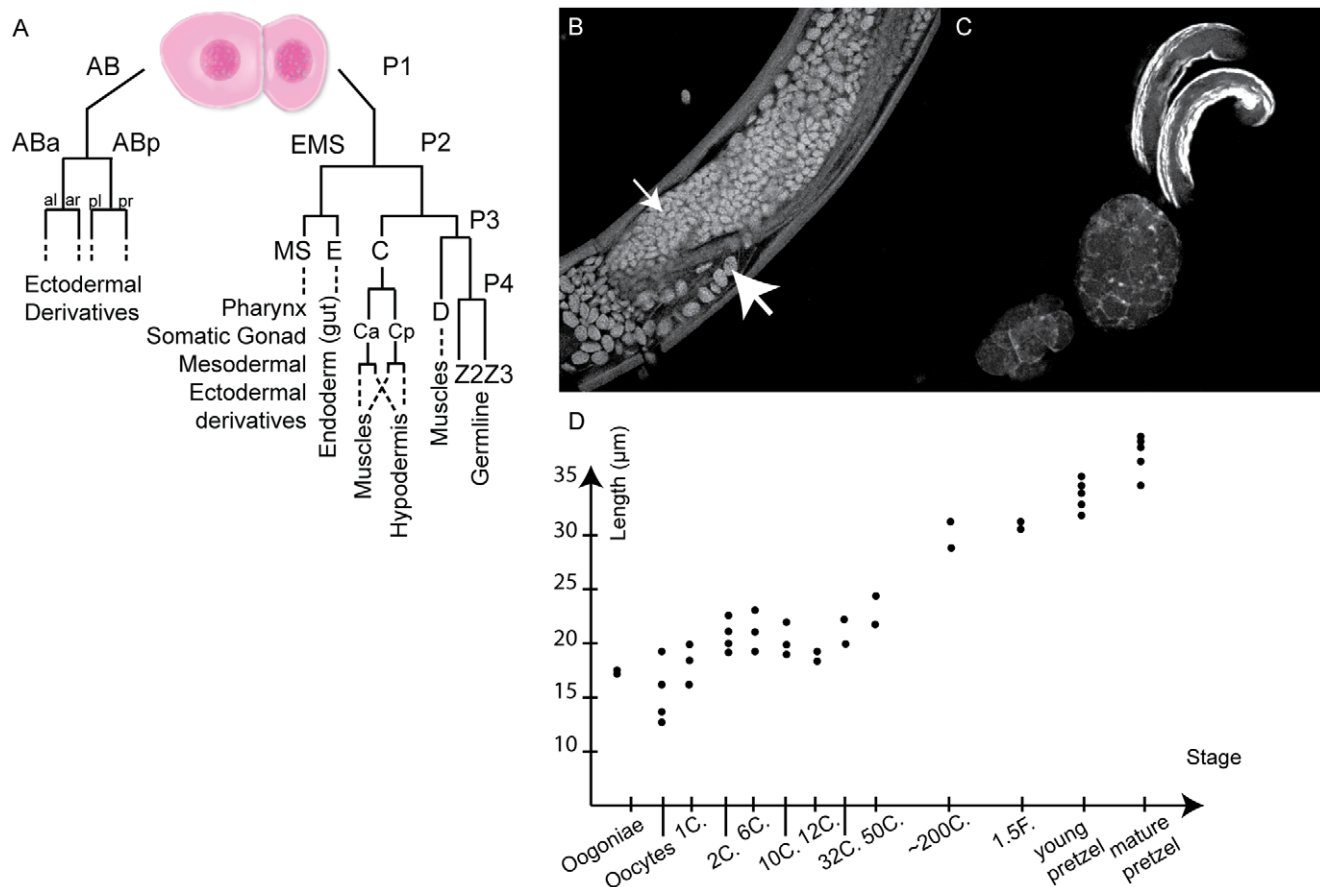 A
AB
P1
ABa
ABp
EMS
P2
al
ar
pl
pr
P3
MS
E
C
Ectodermal
Derivatives
P4
Pharynx
Somatic Gonad
Mesodermal
Ectodermal
derivatives
Endoderm (gut)
Ca
Cp
D
Muscles
Hypodermis
Muscles
Z2Z3
Germline
B
C
D
Length (µm)
35
30
25
20
15
10
Stage
Oogoniae
Oocytes
1C.
2C.
6C.
10C.
12C.
32C.
50C.
~200C.
1.5F.
young
pretzel
mature
pretzel